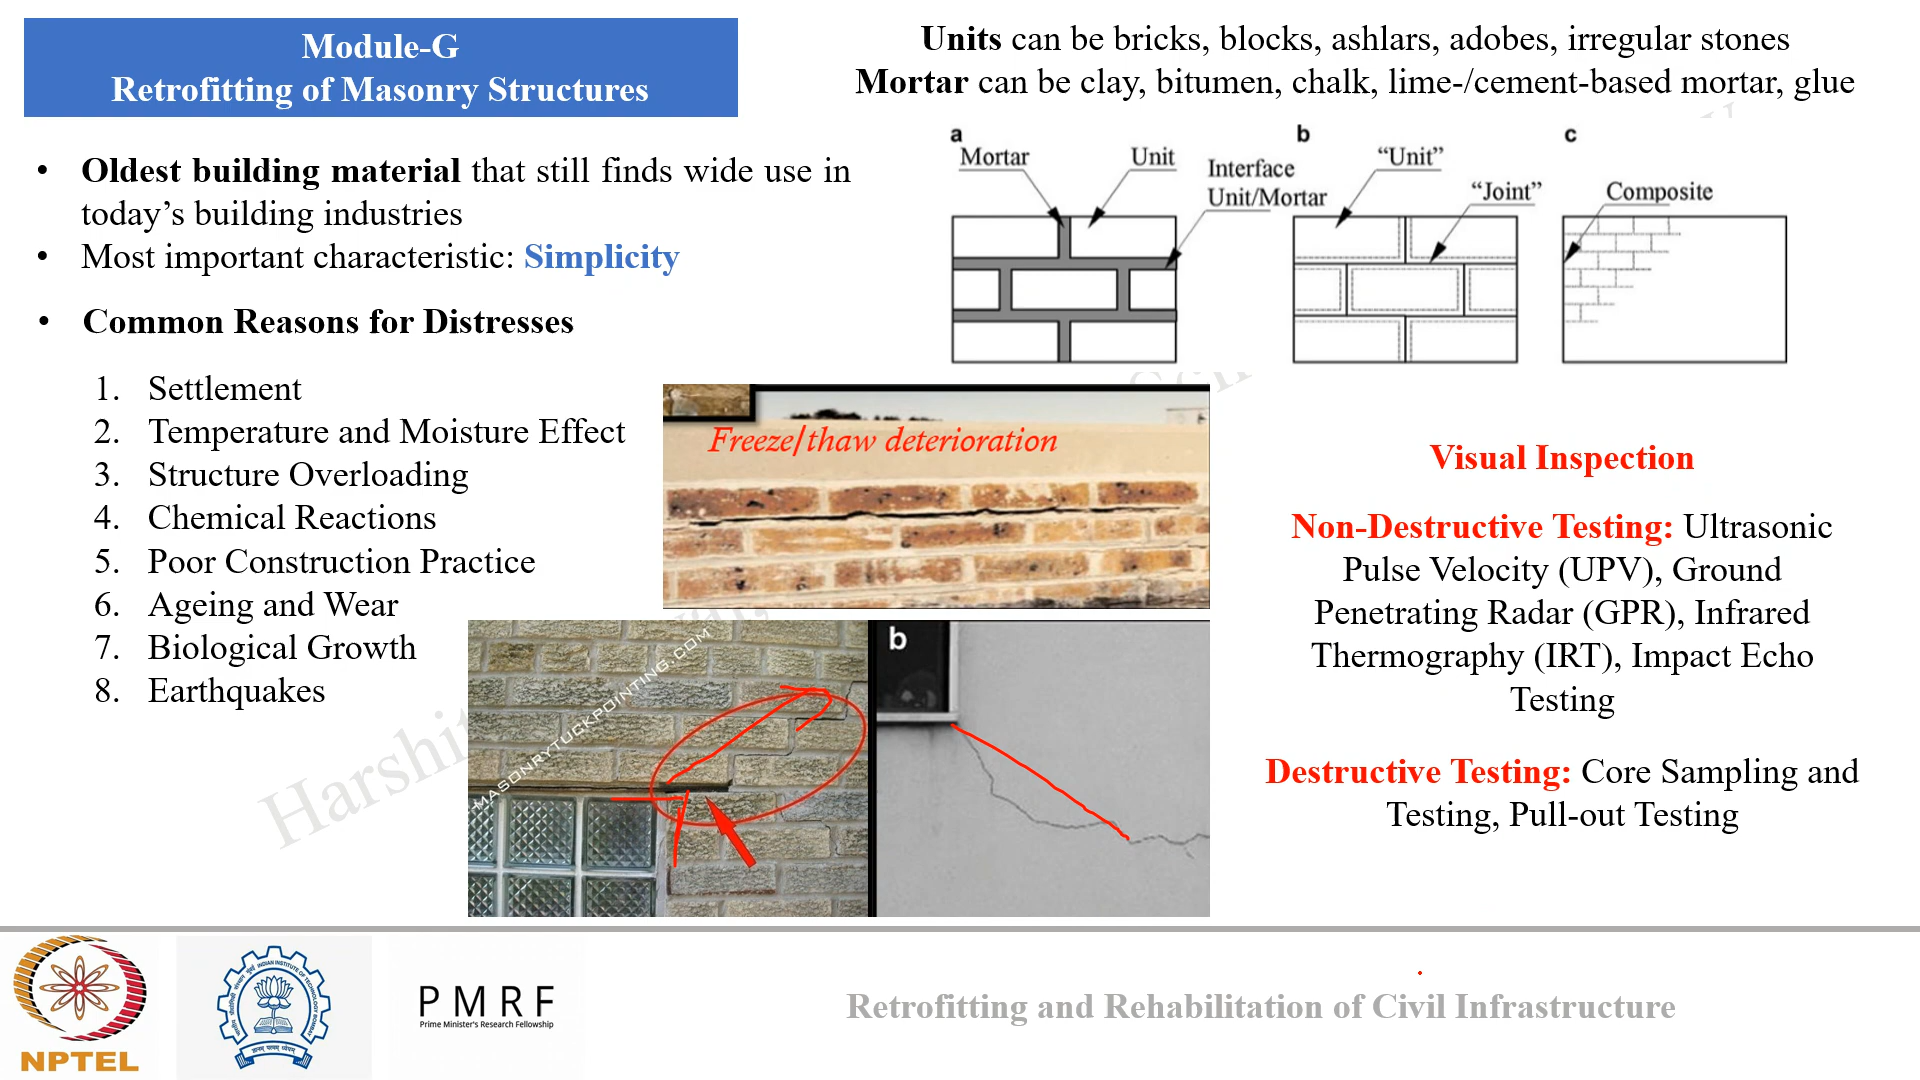 Module-G
Retrofitting of Masonry Structures
• Oldest building material that still finds wide use in
today’s building industries
• Most important characteristic: Simplicity
• Common Reasons for Distresses
1. Settlement
2. Temperature and Moisture Effect
3. Structure Overloading
4. Chemical Reactions
5. Poor Construction Practice
6. Ageing and Wear
7. Biological Growth
8. Earthquakes
Units can be bricks, blocks, ashlars, adobes, irregular stones
Mortar can be clay, bitumen, chalk, lime-/cement-based mortar, glue
a
Mortar
Unit
Interface
Unit/Mortar
b
“Unit”
“Joint”
c
Composite
Freeze/thaw deterioration
MASONRYTUCKPOINTING.COM
b
Visual Inspection
Non-Destructive Testing: Ultrasonic
Pulse Velocity (UPV), Ground
Penetrating Radar (GPR), Infrared
Thermography (IRT), Impact Echo
Testing
Destructive Testing: Core Sampling and
Testing, Pull-out Testing
NPTEL
PMRF
Prime Minister's Research Fellowship
Retrofitting and Rehabilitation of Civil Infrastructure